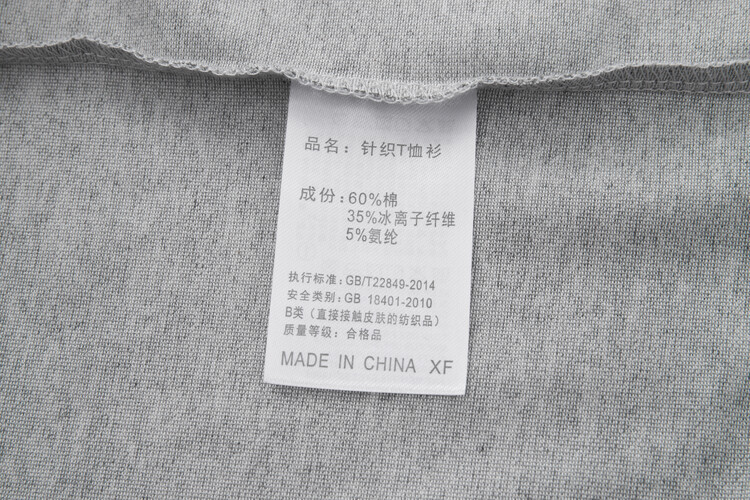 品名：针织T恤衫
成份：60%棉
35%冰离子纤维
5%氨纶
执行标准：GB/T22849-2014
安全类别：GB 18401-2010
B类（直接接触皮肤的纺织品）
质量等级：合格品
MADE IN CHINA XF